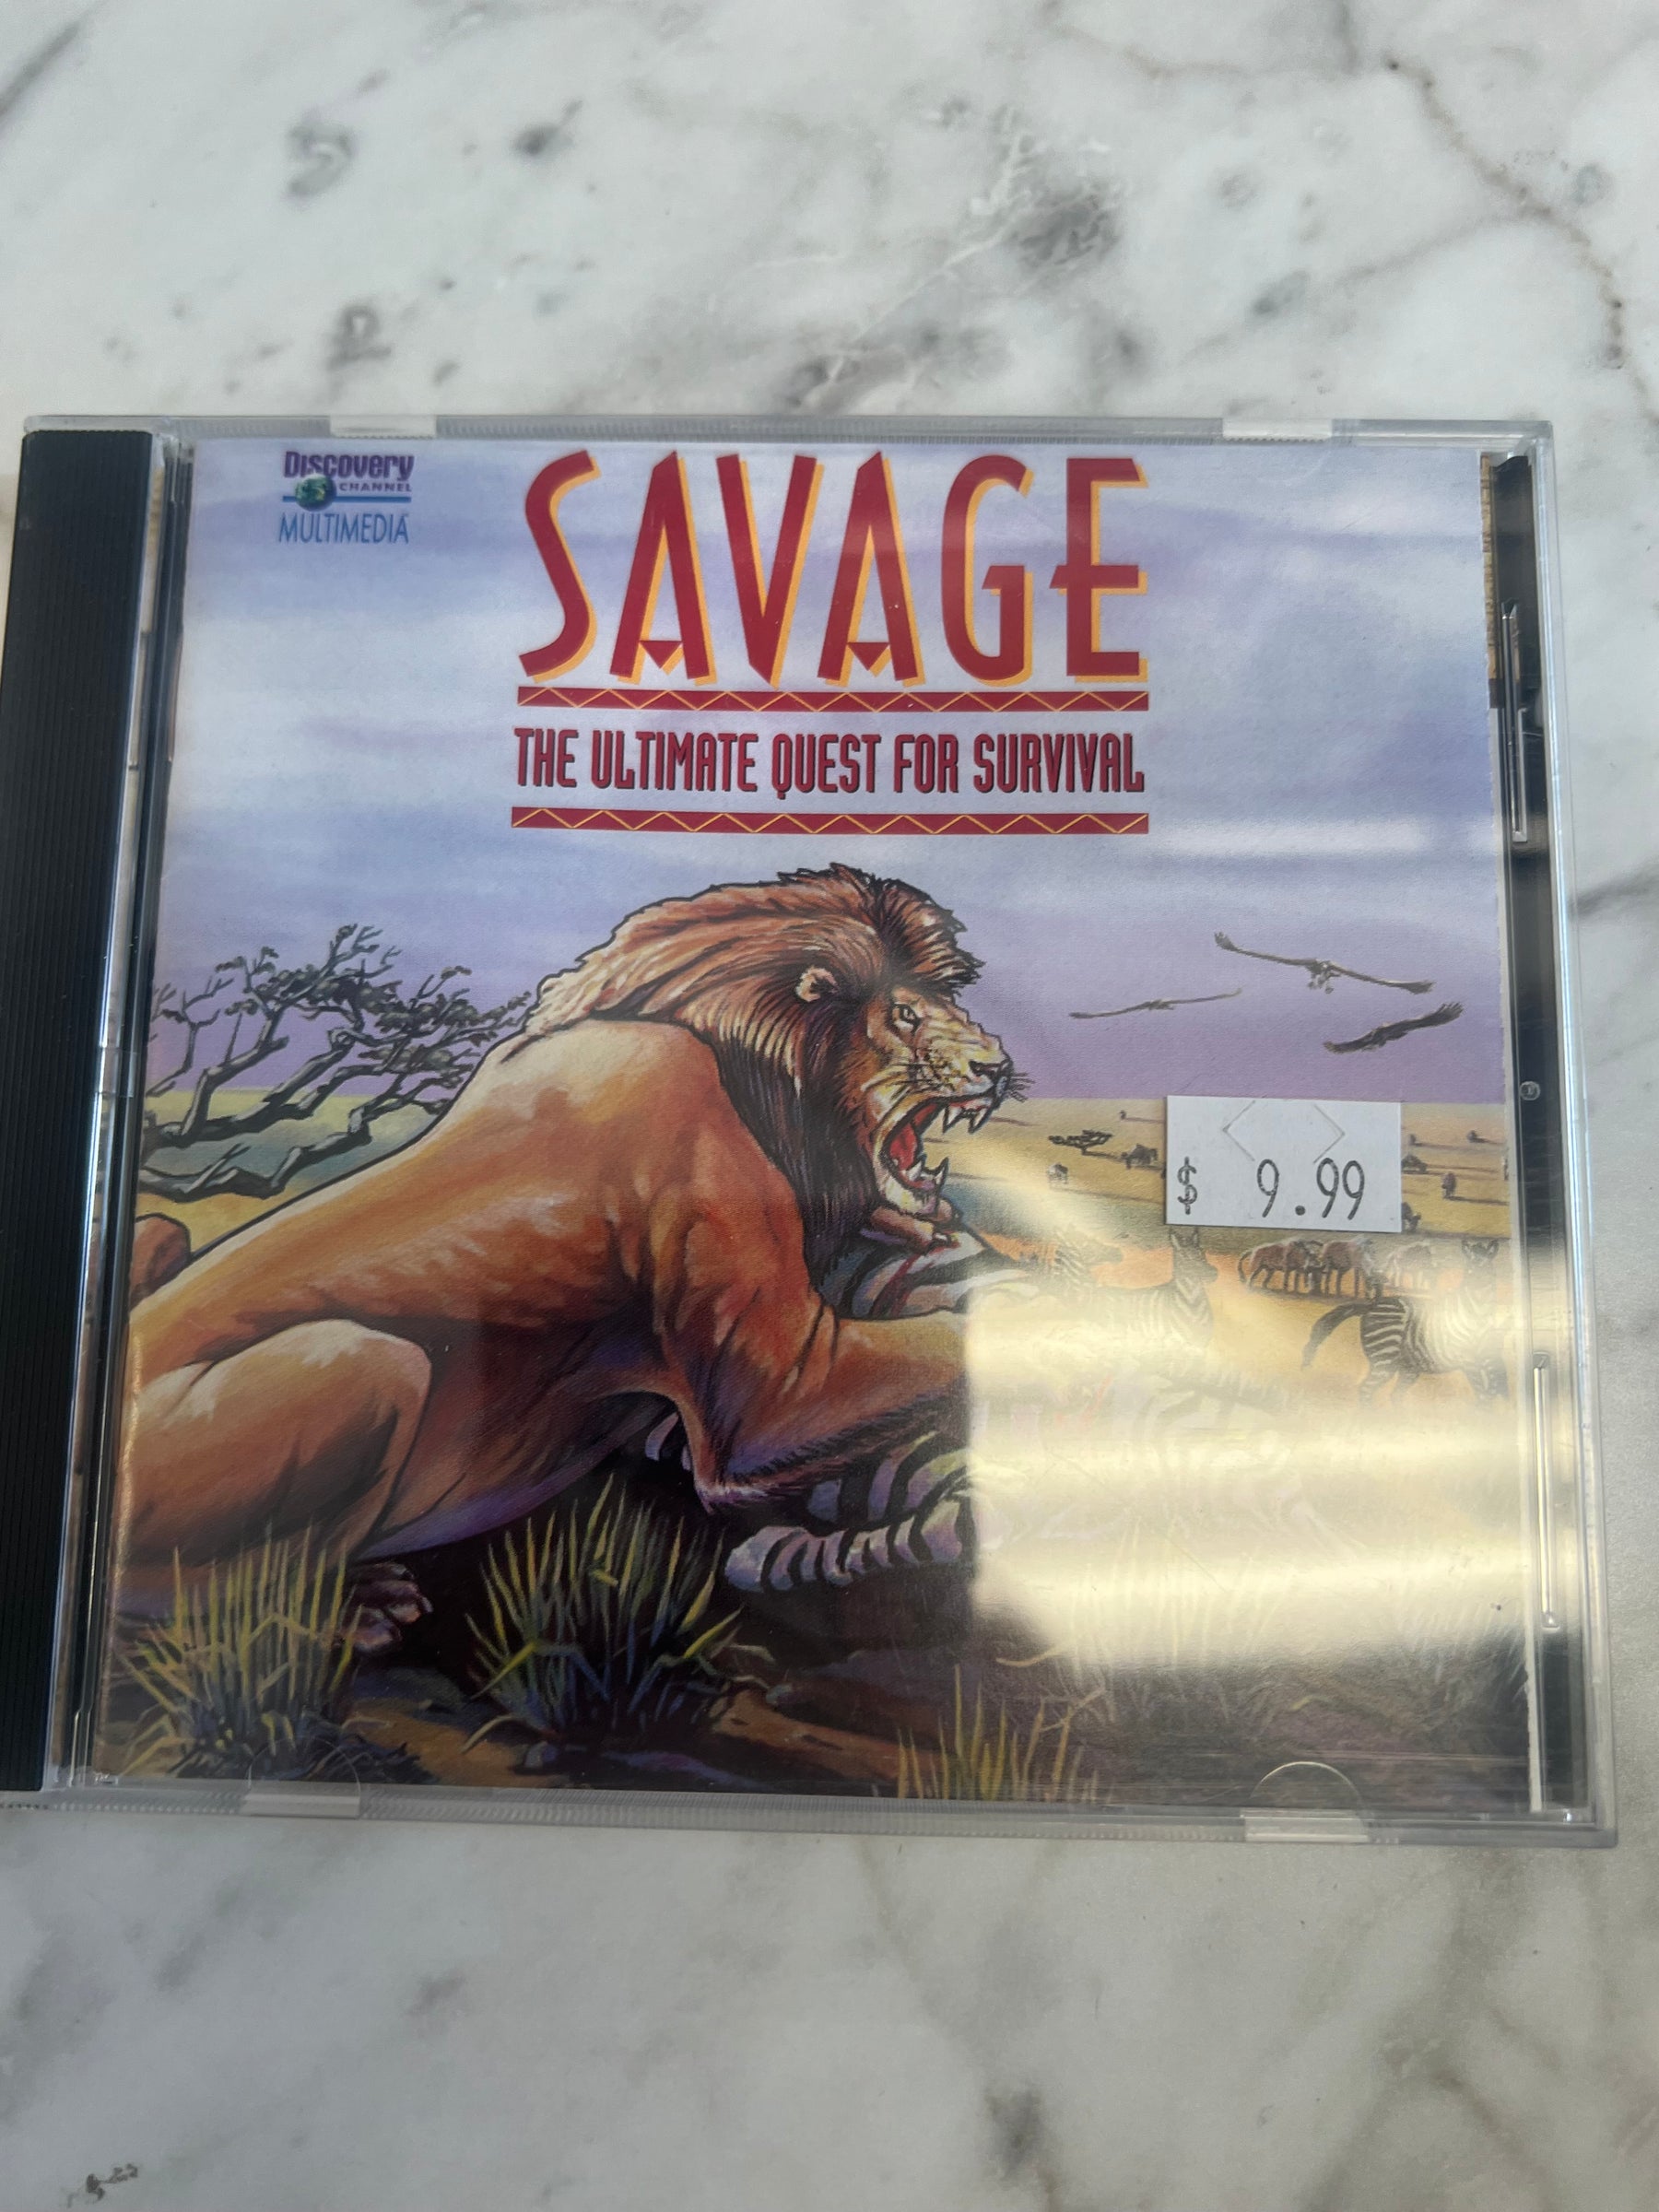 Discovery
CHANNEL
MULTIMEDIA
SAVAGE
THE ULTIMATE QUEST FOR SURVIVAL
$ 9.99